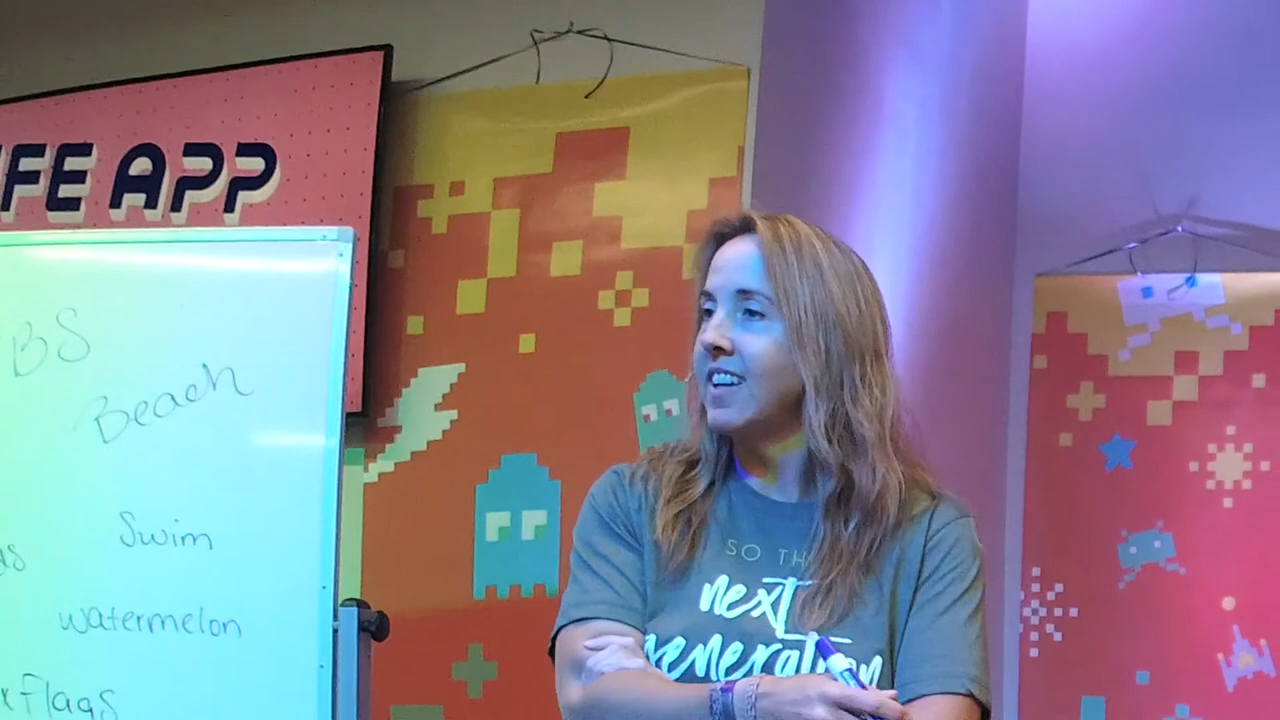 FE APP
BS
Beach
Swim
watermelon
Flags
SO TH
next
generation